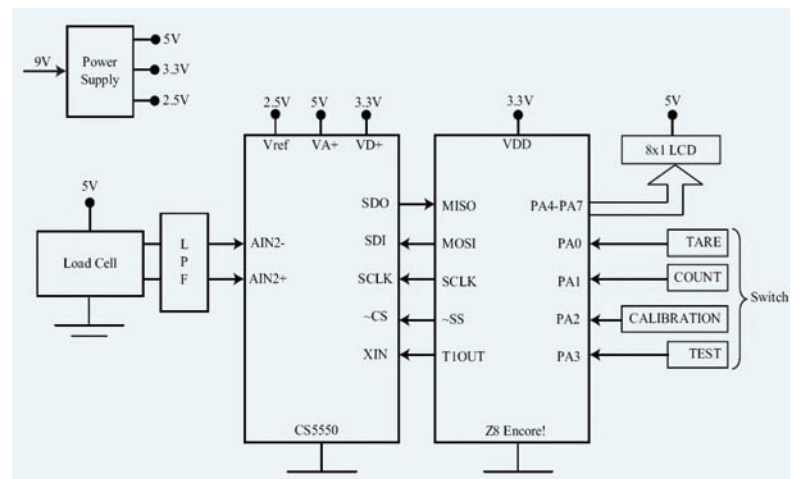 9V
Power
Supply
5V
3.3V
2.5V
2.5V 5V 3.3V
Vref VA+ VD+
3.3V
VDD
5V
8x1 LCD
5V
Load Cell
L
P
F
AIN2-
AIN2+
SDO
SDI
SCLK
~CS
XIN
CS5550
MISO
MOSI
SCLK
~SS
T1OUT
PA4-PA7
PA0
PA1
PA2
PA3
Z8 Encore!
TARE
COUNT
CALIBRATION
TEST
Switch